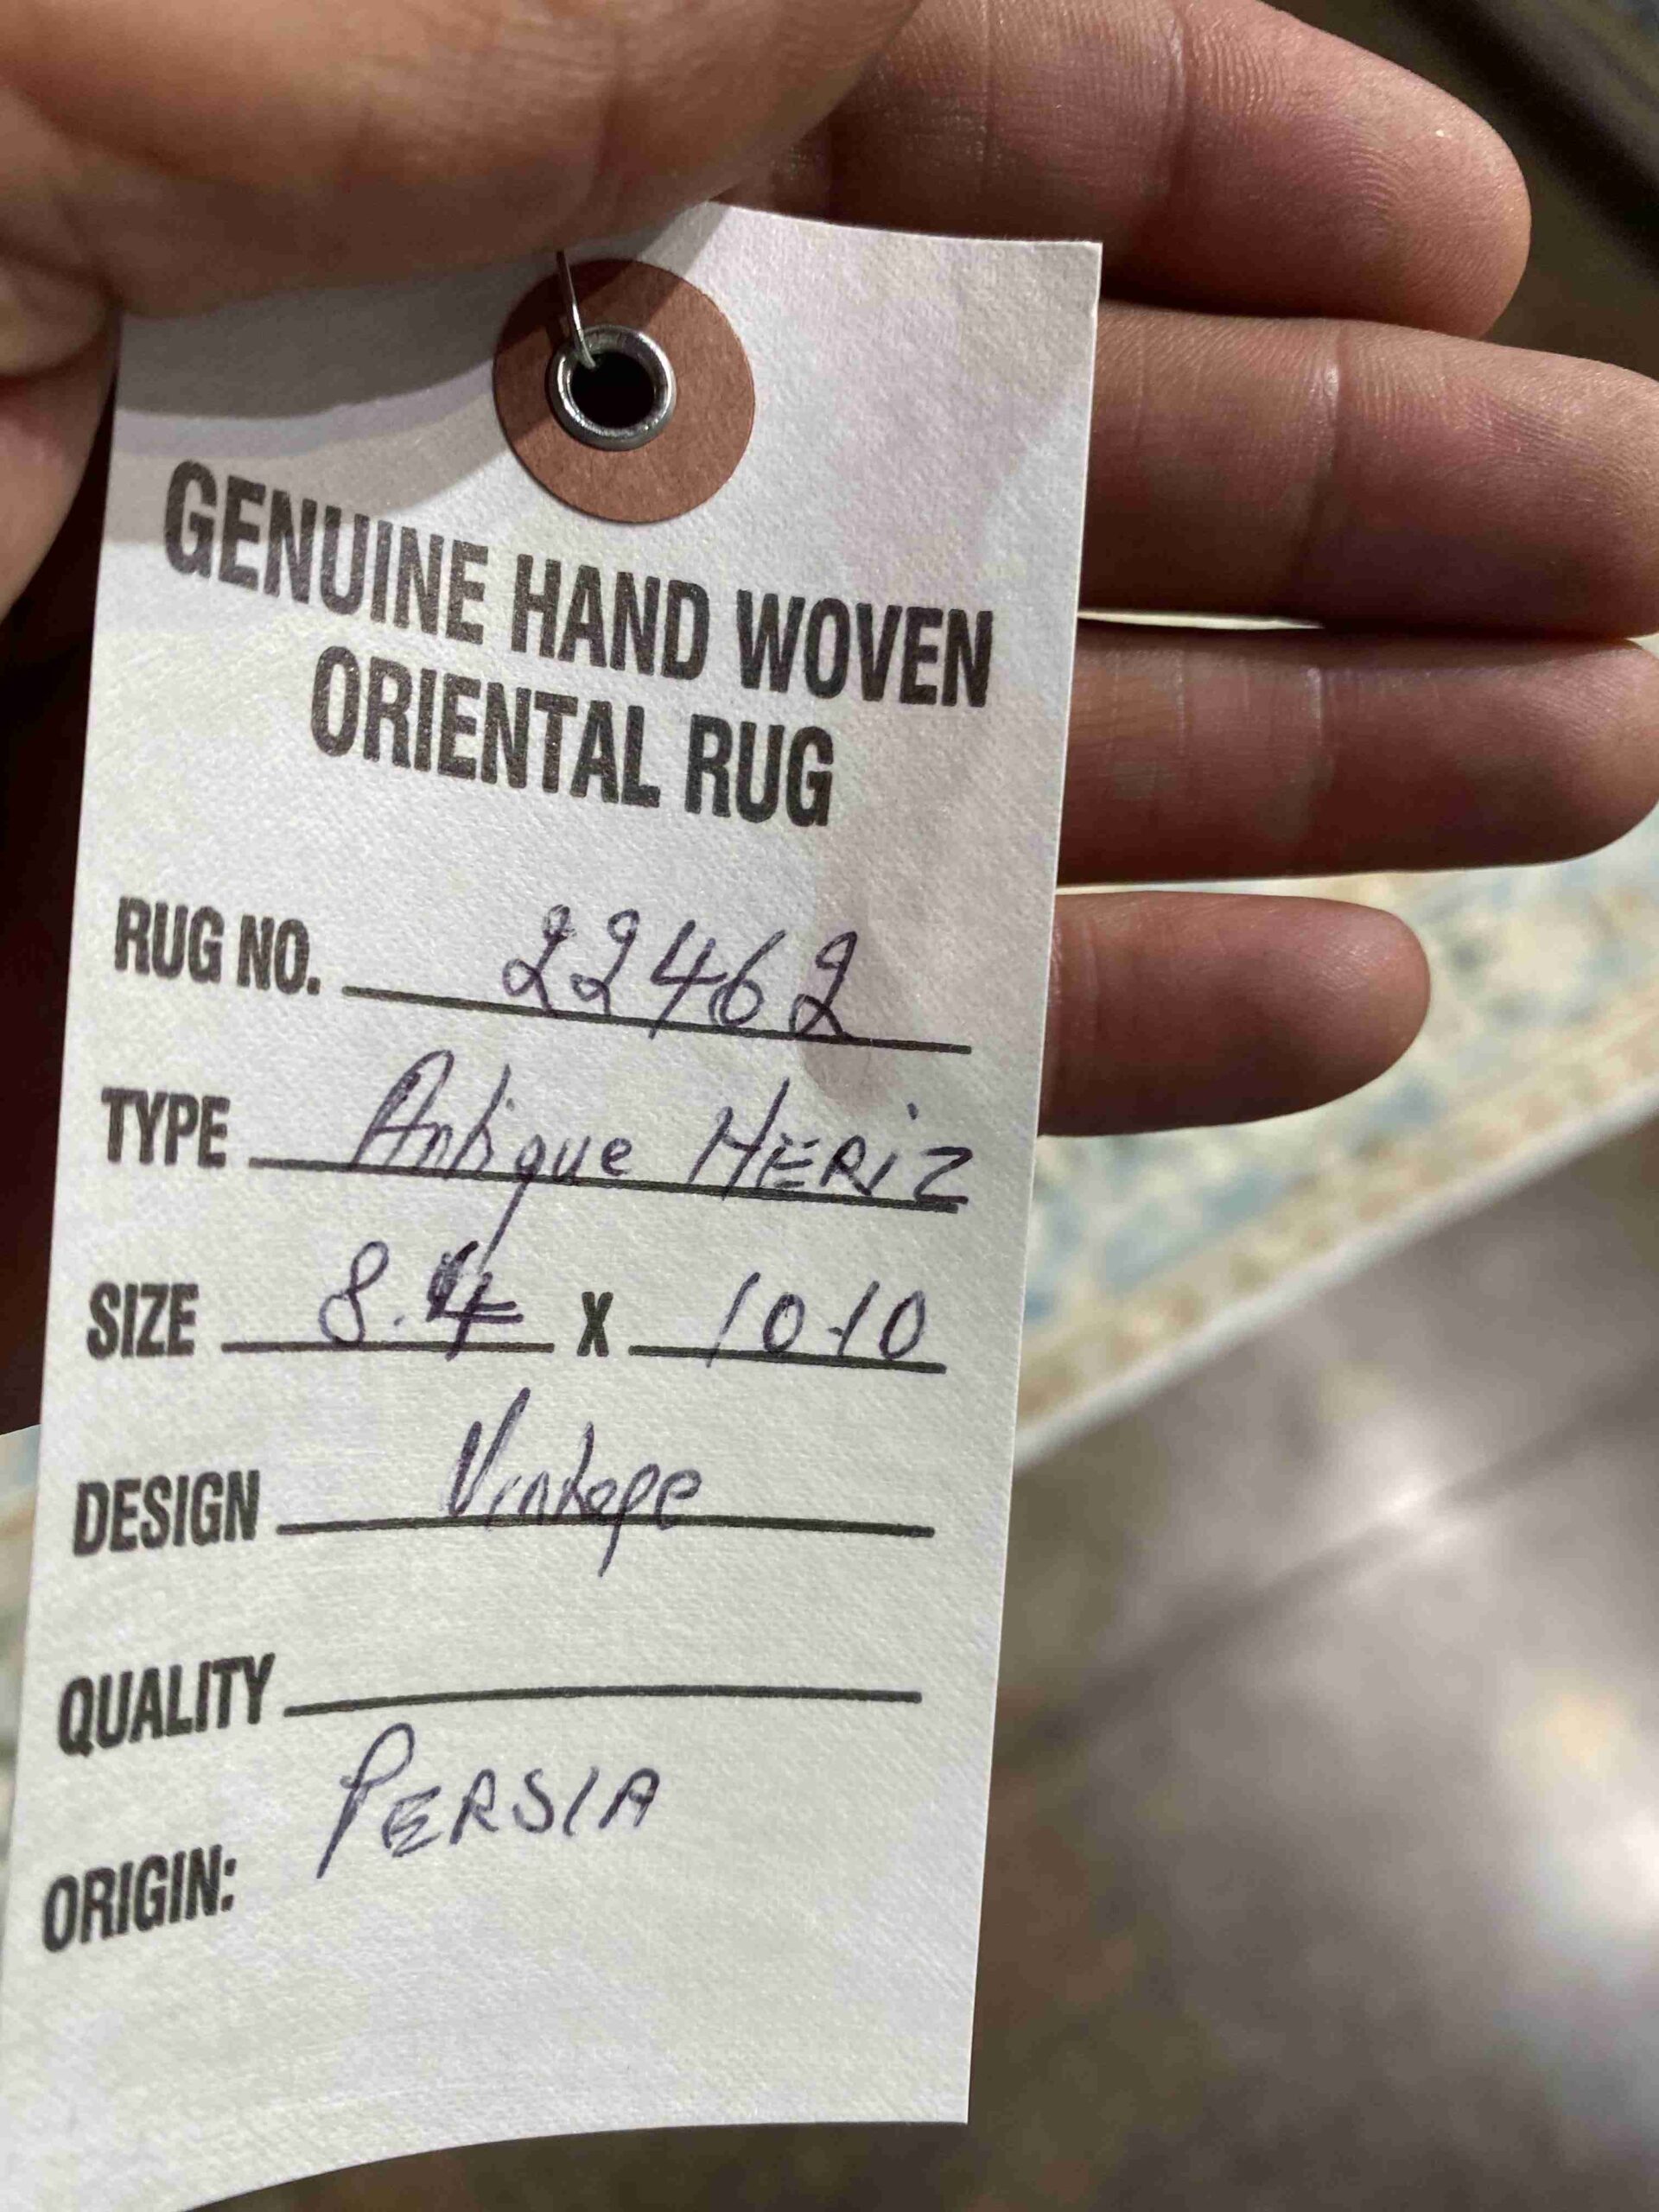 GENUINE HAND WOVEN
ORIENTAL RUG
RUG NO. 22462
TYPE Antique HERiZ
SIZE 8.4 X 10.10
DESIGN Vintage
QUALITY
ORIGIN: PERSIA